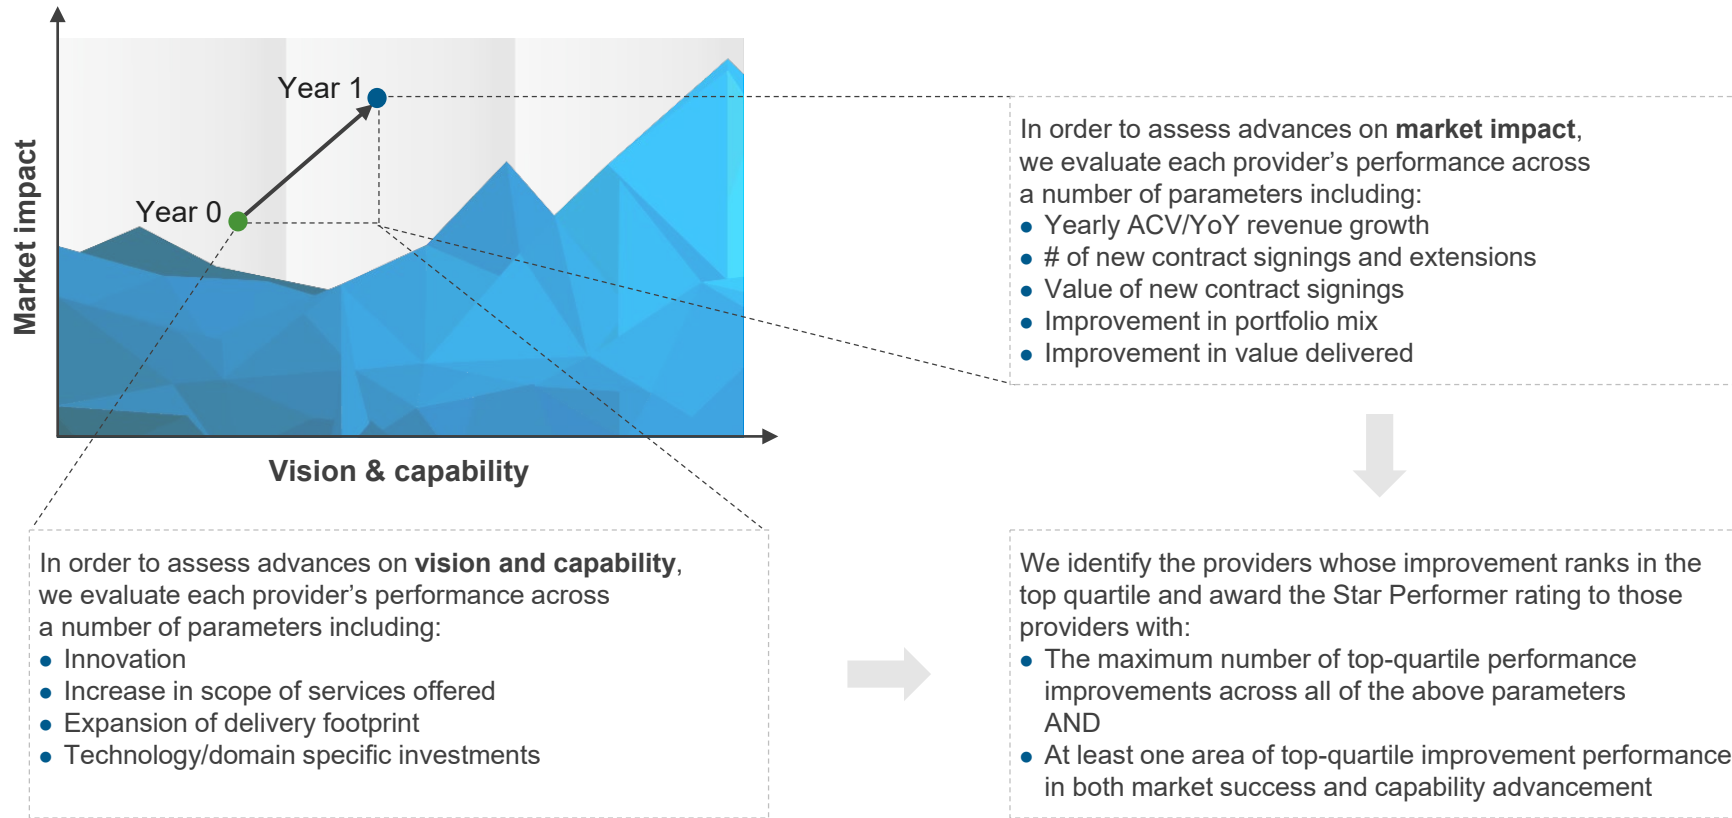 Year 1
Year 0
Market impact
Vision & capability
In order to assess advances on market impact,
we evaluate each provider’s performance across
a number of parameters including:
● Yearly ACV/YoY revenue growth
● # of new contract signings and extensions
● Value of new contract signings
● Improvement in portfolio mix
● Improvement in value delivered
In order to assess advances on vision and capability,
we evaluate each provider’s performance across
a number of parameters including:
● Innovation
● Increase in scope of services offered
● Expansion of delivery footprint
● Technology/domain specific investments
We identify the providers whose improvement ranks in the
top quartile and award the Star Performer rating to those
providers with:
● The maximum number of top-quartile performance
improvements across all of the above parameters
AND
● At least one area of top-quartile improvement performance
in both market success and capability advancement